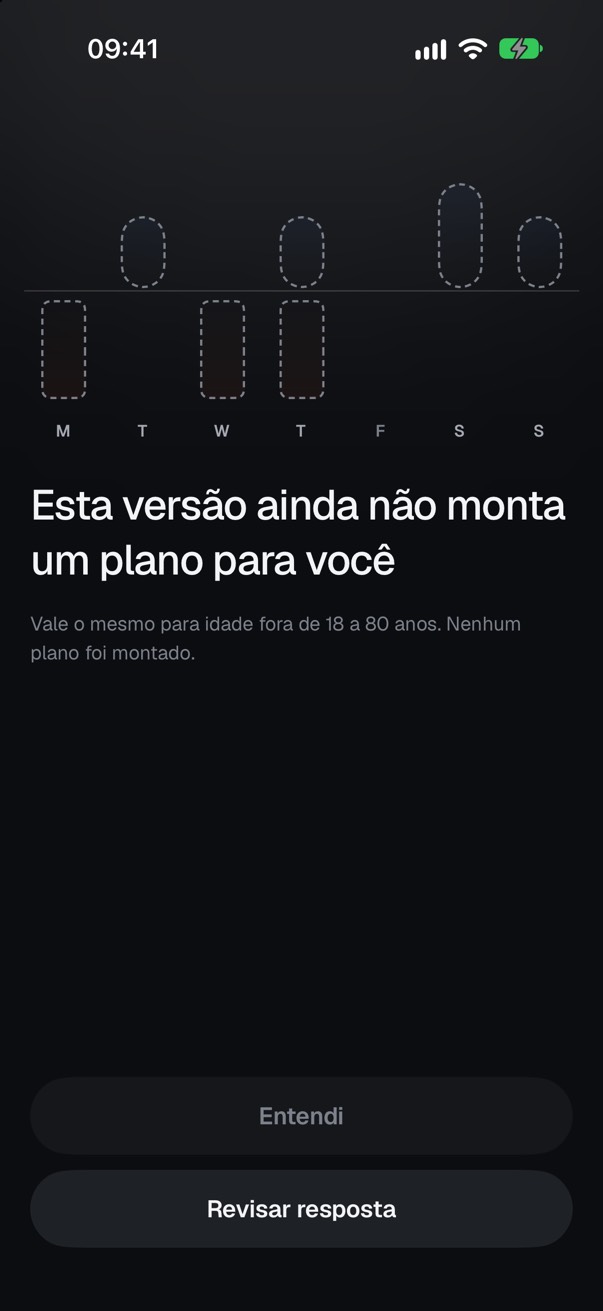 09:41
M T W T F S S
Esta versão ainda não monta
um plano para você
Vale o mesmo para idade fora de 18 a 80 anos. Nenhum
plano foi montado.
Entendi
Revisar resposta